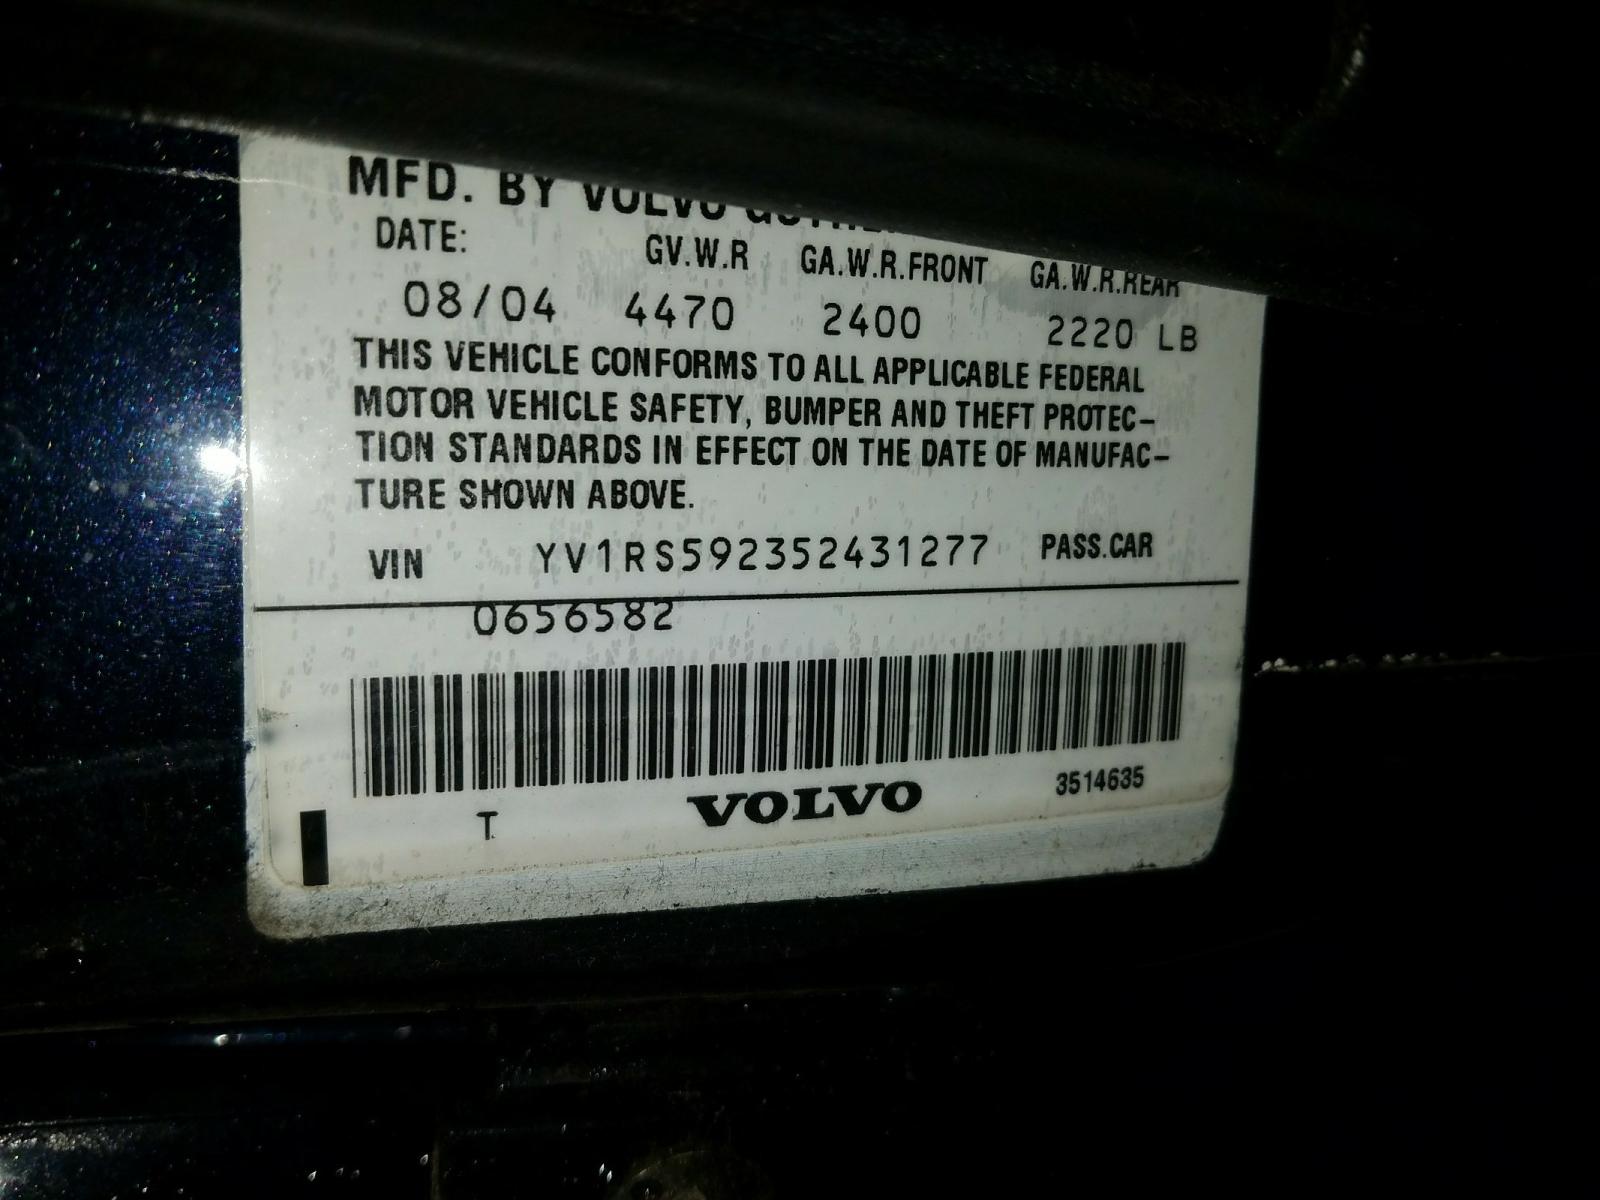 MFD. BY VOLVO
DATE: GV.W.R GA.W.R.FRONT GA.W.R.REAR
08/04 4470 2400 2220 LB
THIS VEHICLE CONFORMS TO ALL APPLICABLE FEDERAL
MOTOR VEHICLE SAFETY, BUMPER AND THEFT PROTEC-
TION STANDARDS IN EFFECT ON THE DATE OF MANUFAC-
TURE SHOWN ABOVE.
VIN YV1RS592352431277 PASS.CAR
0656582
T VOLVO 3514635